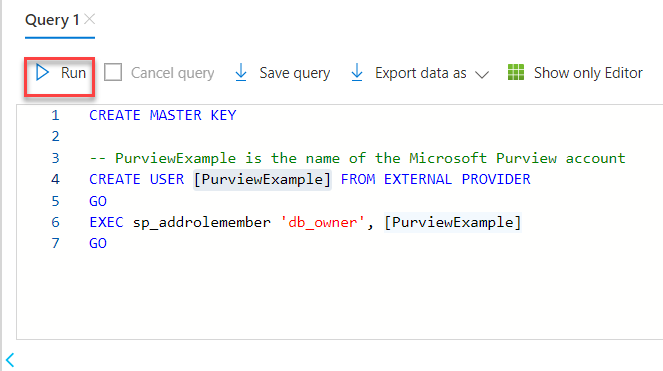 Query 1
Run Cancel query Save query Export data as Show only Editor
1 CREATE MASTER KEY
2
3 -- PurviewExample is the name of the Microsoft Purview account
4 CREATE USER [PurviewExample] FROM EXTERNAL PROVIDER
5 GO
6 EXEC sp_addrolemember 'db_owner', [PurviewExample]
7 GO